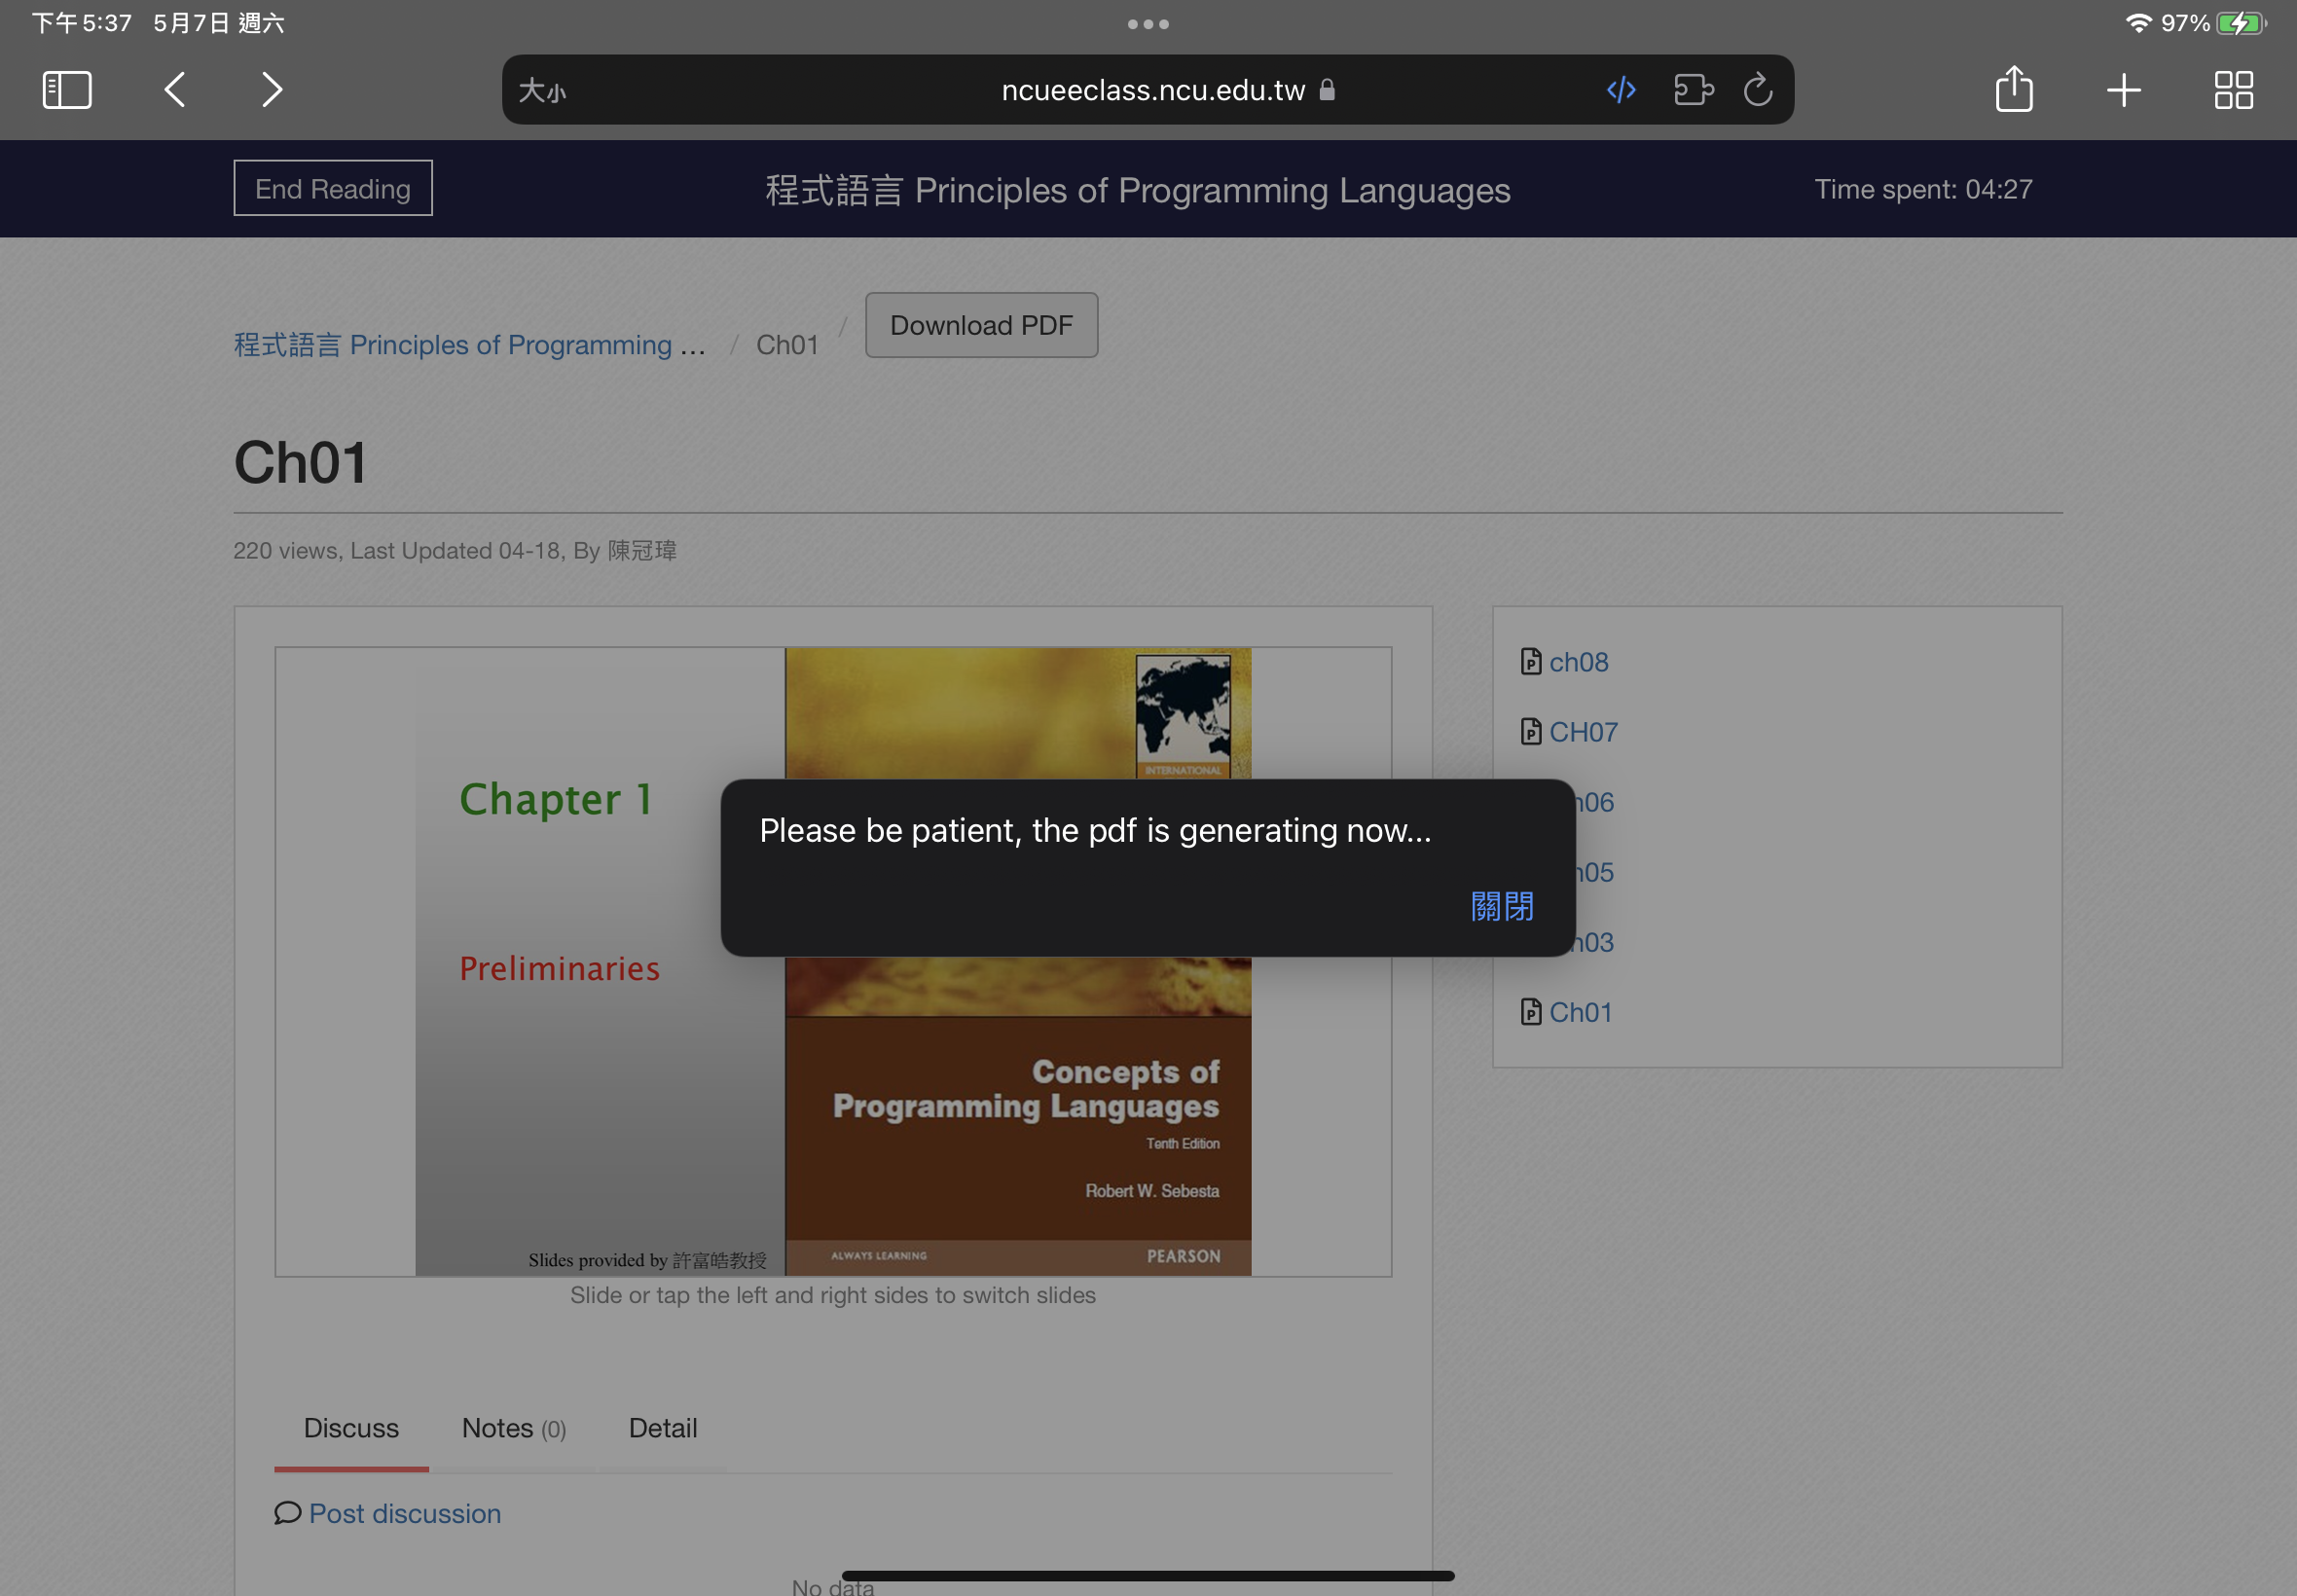 下午5:37 5月7日 週六
97%
大小
ncueeclass.ncu.edu.tw
End Reading
程式語言 Principles of Programming Languages
Time spent: 04:27
程式語言 Principles of Programming ... / Ch01 / Download PDF
Ch01
220 views, Last Updated 04-18, By 陳冠瑋
Chapter 1
Preliminaries
Slides provided by 許富皓教授
INTERNATIONAL
Concepts of
Programming Languages
Tenth Edition
Robert W. Sebesta
ALWAYS LEARNING
PEARSON
Slide or tap the left and right sides to switch slides
Please be patient, the pdf is generating now...
關閉
ch08
CH07
h06
h05
h03
Ch01
Discuss
Notes (0)
Detail
Post discussion
No data